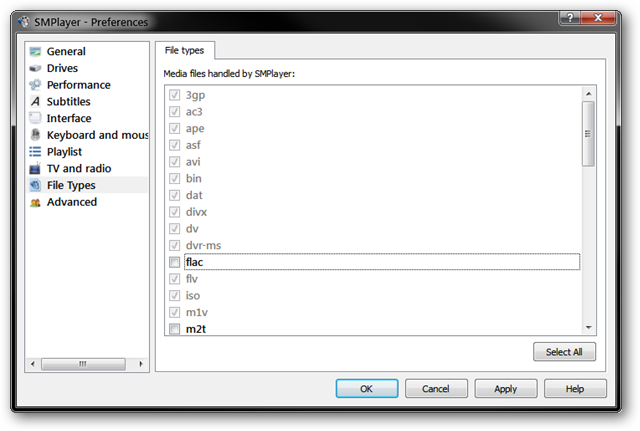 SMPlayer - Preferences
General
Drives
Performance
Subtitles
Interface
Keyboard and mous
Playlist
TV and radio
File Types
Advanced
File types
Media files handled by SMPlayer:
3gp
ac3
ape
asf
avi
bin
dat
divx
dv
dvr-ms
flac
flv
iso
m1v
m2t
Select All
OK
Cancel
Apply
Help